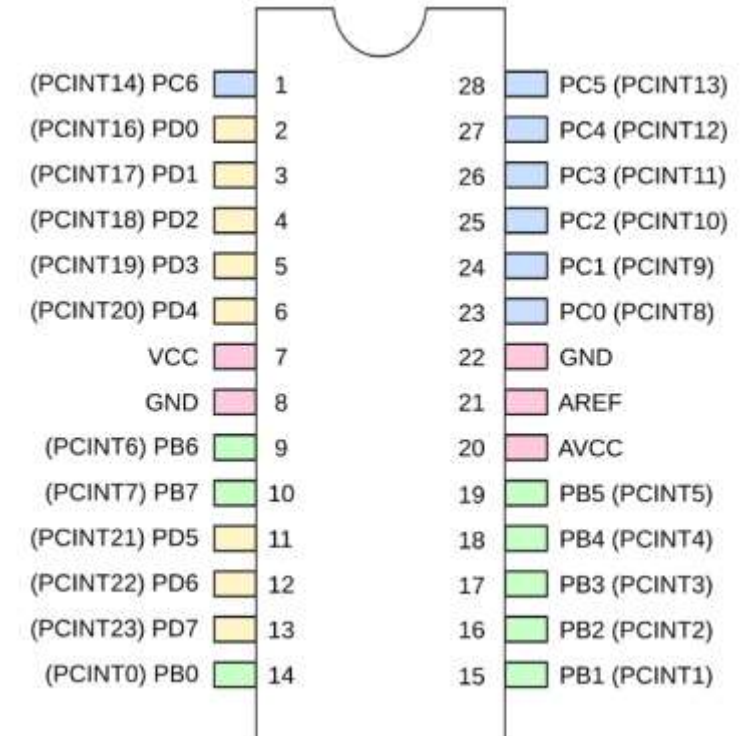 (PCINT14) PC6 1 28 PC5 (PCINT13)
(PCINT16) PD0 2 27 PC4 (PCINT12)
(PCINT17) PD1 3 26 PC3 (PCINT11)
(PCINT18) PD2 4 25 PC2 (PCINT10)
(PCINT19) PD3 5 24 PC1 (PCINT9)
(PCINT20) PD4 6 23 PC0 (PCINT8)
VCC 7 22 GND
GND 8 21 AREF
(PCINT6) PB6 9 20 AVCC
(PCINT7) PB7 10 19 PB5 (PCINT5)
(PCINT21) PD5 11 18 PB4 (PCINT4)
(PCINT22) PD6 12 17 PB3 (PCINT3)
(PCINT23) PD7 13 16 PB2 (PCINT2)
(PCINT0) PB0 14 15 PB1 (PCINT1)